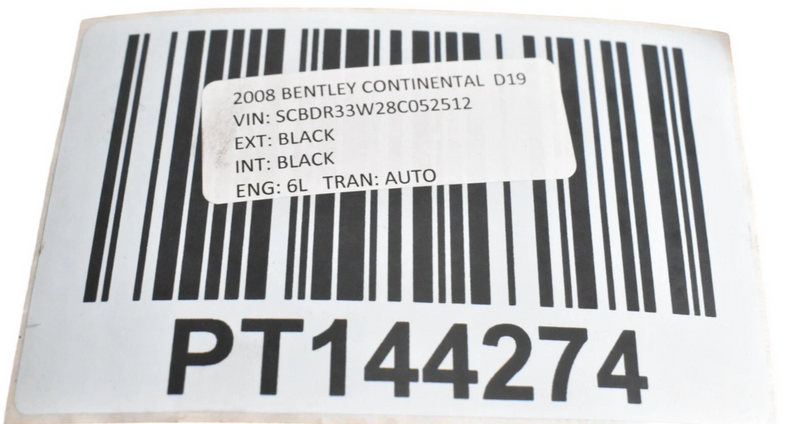 2008 BENTLEY CONTINENTAL D19
VIN: SCBDR33W28C052512
EXT: BLACK
INT: BLACK
ENG: 6L TRAN: AUTO
PT144274